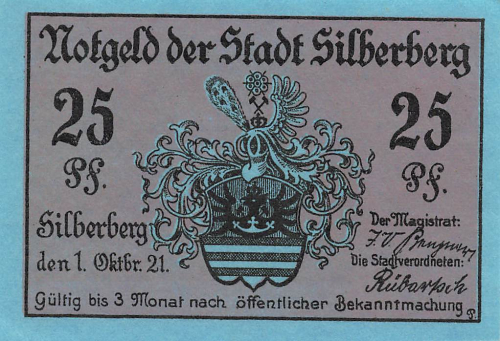 Notgeld der Stadt Silberberg
25 Pf.
25 Pf.
Silberberg
den 1. Oktbr. 21.
Der Magistrat:
Die Stadtverordneten:
Gültig bis 3 Monat nach öffentlicher Bekanntmachung